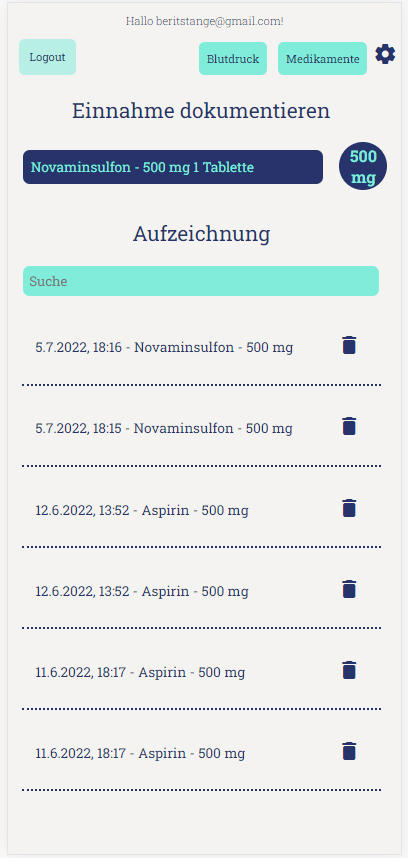 Hallo beritstange@gmail.com!
Logout
Blutdruck
Medikamente
Einnahme dokumentieren
Novaminsulfon - 500 mg 1 Tablette
500
mg
Aufzeichnung
Suche
5.7.2022, 18:16 - Novaminsulfon - 500 mg
5.7.2022, 18:15 - Novaminsulfon - 500 mg
12.6.2022, 13:52 - Aspirin - 500 mg
12.6.2022, 13:52 - Aspirin - 500 mg
11.6.2022, 18:17 - Aspirin - 500 mg
11.6.2022, 18:17 - Aspirin - 500 mg